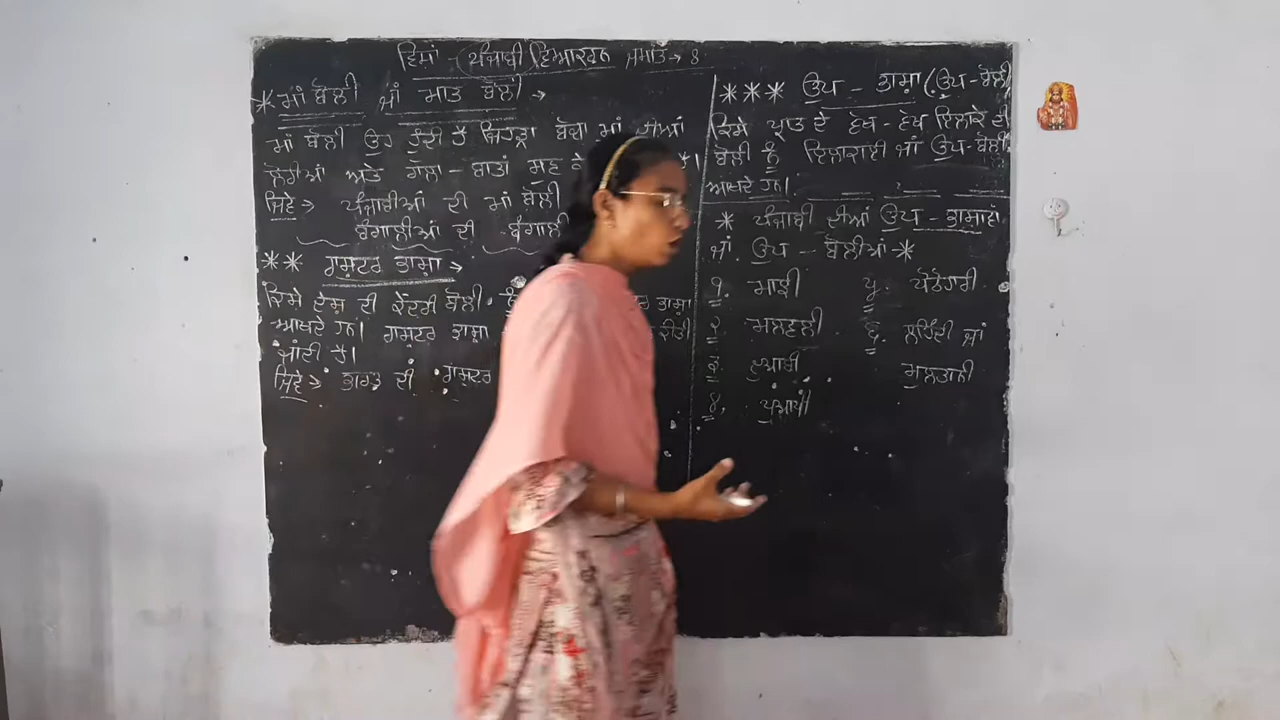 ਵਿਸ਼ਾ - (ਪੰਜਾਬੀ) ਵਿਆਕਰਨ ਜਮਾਤ → 8
* ਮਾਂ ਬੋਲੀ ਜਾਂ ਮਾਤ ਬੋਲੀ →
ਮਾਂ ਬੋਲੀ ਉਹ ਹੁੰਦੀ ਹੈ ਜਿਹੜਾ ਬੱਚਾ ਮਾਂ ਦੀਆਂ
ਲੋਰੀਆਂ ਅਤੇ ਗੱਲਾਂ - ਬਾਤਾਂ ਸੁਣ ਕੇ
ਜਿਵੇਂ > ਪੰਜਾਬੀਆਂ ਦੀ ਮਾਂ ਬੋਲੀ
ਬੰਗਾਲੀਆਂ ਦੀ ਬੰਗਾਲੀ
** ਰਾਸ਼ਟਰ ਭਾਸ਼ਾ →
ਕਿਸੇ ਦੇਸ਼ ਦੀ ਕੇਂਦਰੀ ਬੋਲੀ ਨੂੰ ਭਾਸ਼ਾ
ਆਖਦੇ ਹਨ। ਰਾਸ਼ਟਰ ਭਾਸ਼ਾ ਕੀਤੀ
ਜਾਂਦੀ ਹੈ।
ਜਿਵੇਂ > ਭਾਰਤ ਦੀ ਰਾਸ਼ਟਰ
*** ਉਪ - ਭਾਸ਼ਾ (ਉਪ - ਬੋਲੀ
ਕਿਸੇ ਪ੍ਰਾਂਤ ਦੇ ਵੱਖ - ਵੱਖ ਇਲਾਕੇ ਦੀ
ਬੋਲੀ ਨੂੰ ਇਲਾਕਾਈ ਜਾਂ ਉਪ - ਬੋਲੀ
ਆਖਦੇ ਹਨ।
* ਪੰਜਾਬੀ ਦੀਆਂ ਉਪ - ਭਾਸ਼ਾਵਾਂ
ਜਾਂ ਉਪ - ਬੋਲੀਆਂ *
੧. ਮਾਝੀ ੫. ਪੋਠੋਹਾਰੀ
੨. ਮਲਵਈ ੬. ਲਹਿੰਦੀ ਜਾਂ
੩. ਦੁਆਬੀ ਮੁਲਤਾਨੀ
੪. ਪੁਆਧੀ